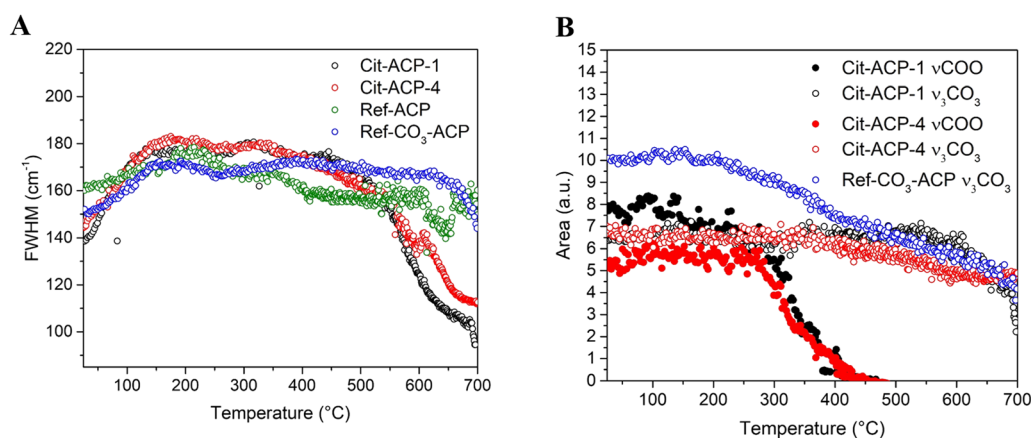 A
220
200
180
160
140
120
100
FWHM (cm⁻¹)
Cit-ACP-1
Cit-ACP-4
Ref-ACP
Ref-CO₃-ACP
100 200 300 400 500 600 700
Temperature (°C)
B
15
14
13
12
11
10
9
8
7
6
5
4
3
2
1
0
Area (a.u.)
Cit-ACP-1 νCOO
Cit-ACP-1 ν₃CO₃
Cit-ACP-4 νCOO
Cit-ACP-4 ν₃CO₃
Ref-CO₃-ACP ν₃CO₃
100 200 300 400 500 600 700
Temperature (°C)